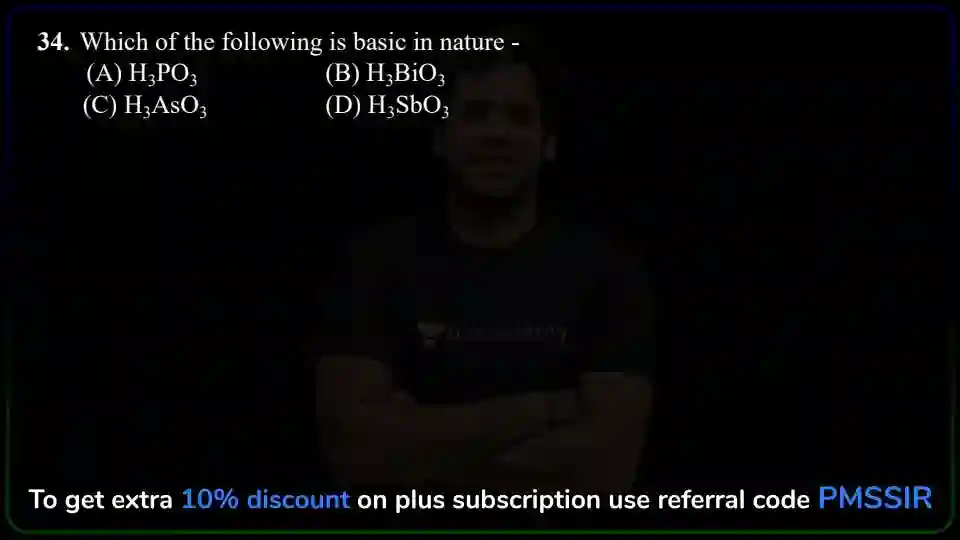 34. Which of the following is basic in nature -
(A) H₃PO₃ (B) H₃BiO₃
(C) H₃AsO₃ (D) H₃SbO₃
To get extra 10% discount on plus subscription use referral code PMSSIR